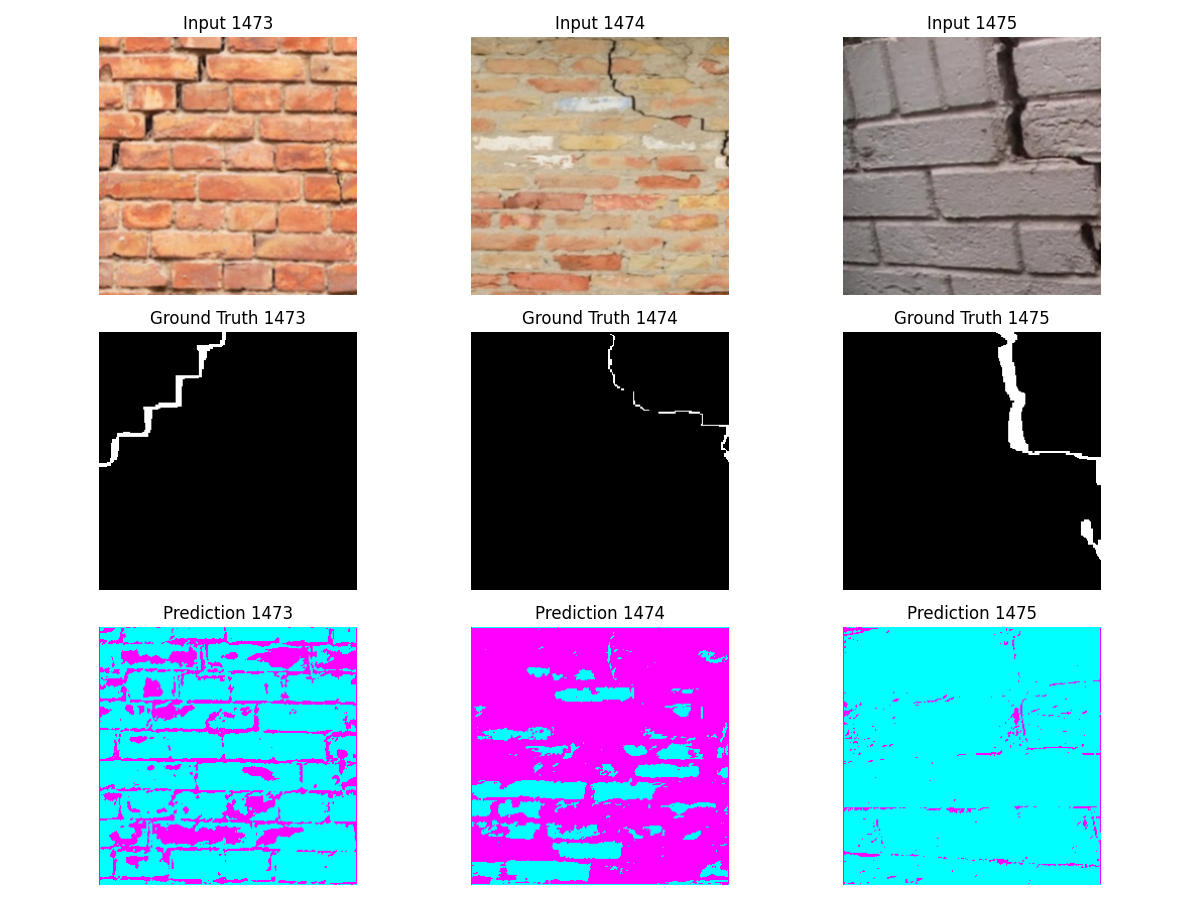 Input 1473
Input 1474
Input 1475
Ground Truth 1473
Ground Truth 1474
Ground Truth 1475
Prediction 1473
Prediction 1474
Prediction 1475